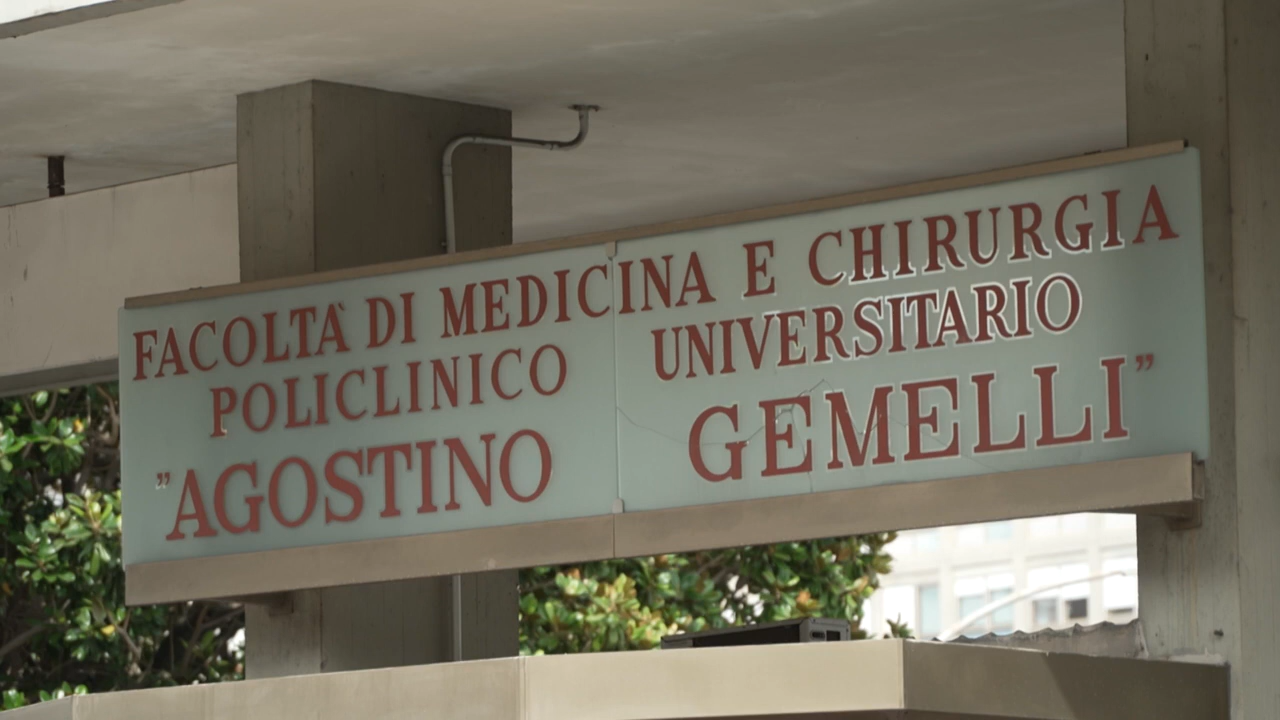 FACOLTÀ DI MEDICINA E CHIRURGIA
POLICLINICO UNIVERSITARIO
"AGOSTINO GEMELLI"